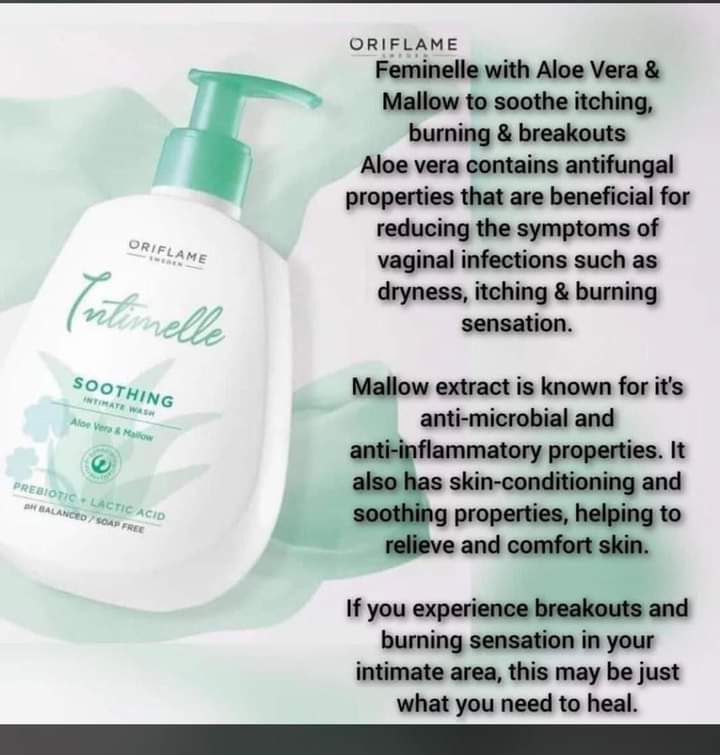 ORIFLAME
SWEDEN
Feminelle with Aloe Vera &
Mallow to soothe itching,
burning & breakouts
Aloe vera contains antifungal
properties that are beneficial for
reducing the symptoms of
vaginal infections such as
dryness, itching & burning
sensation.
Mallow extract is known for it's
anti-microbial and
anti-inflammatory properties. It
also has skin-conditioning and
soothing properties, helping to
relieve and comfort skin.
If you experience breakouts and
burning sensation in your
intimate area, this may be just
what you need to heal.
ORIFLAME
SWEDEN
Intimelle
SOOTHING
INTIMATE WASH
Aloe Vera & Mallow
PREBIOTIC + LACTIC ACID
pH BALANCED / SOAP FREE